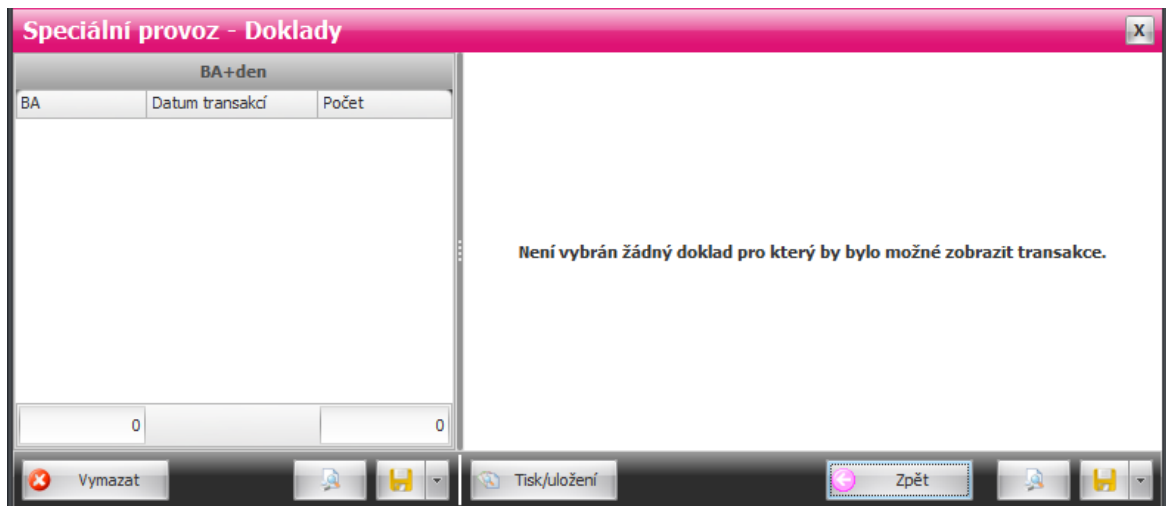 Speciální provoz - Doklady
X
BA+den
BA Datum transakcí Počet
Není vybrán žádný doklad pro který by bylo možné zobrazit transakce.
0 0
Vymazat Tisk/uložení Zpět